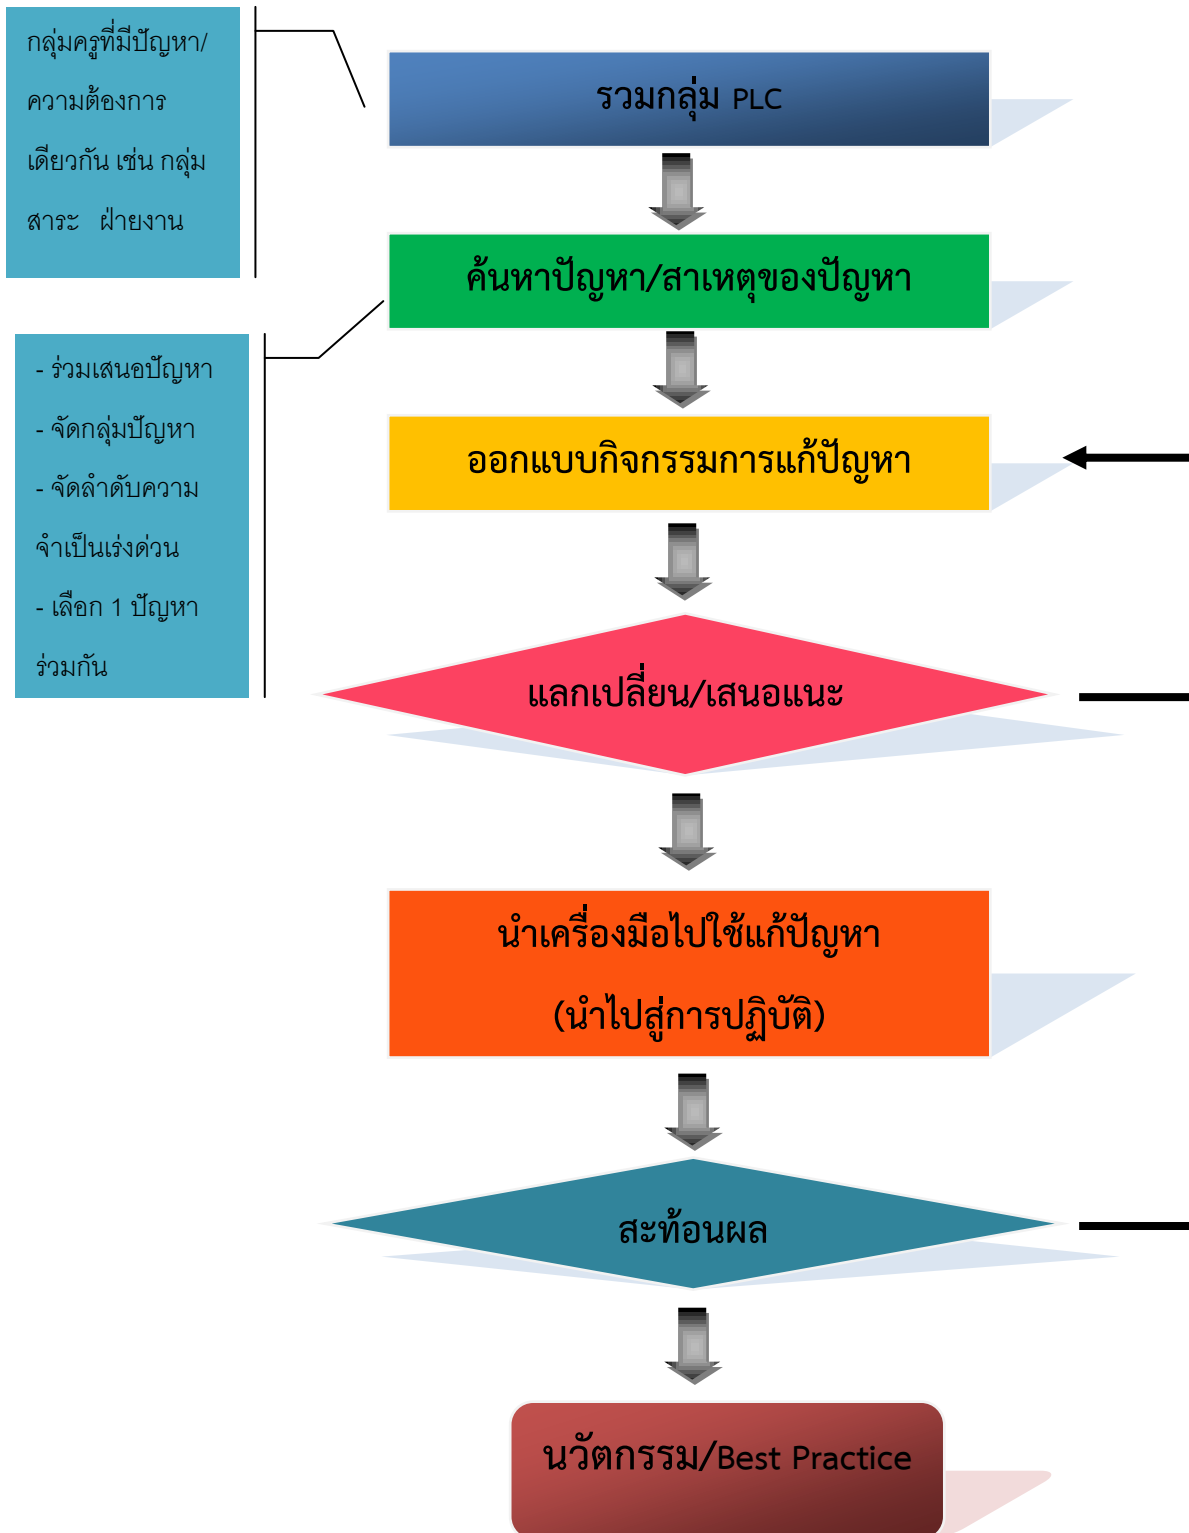 กลุ่มครูที่มีปัญหา/
ความต้องการ
เดียวกัน เช่น กลุ่ม
สาระ ฝ่ายงาน
รวมกลุ่ม PLC
ค้นหาปัญหา/สาเหตุของปัญหา
- ร่วมเสนอปัญหา
- จัดกลุ่มปัญหา
- จัดลำดับความ
จำเป็นเร่งด่วน
- เลือก 1 ปัญหา
ร่วมกัน
ออกแบบกิจกรรมการแก้ปัญหา
แลกเปลี่ยน/เสนอแนะ
นำเครื่องมือไปใช้แก้ปัญหา
(นำไปสู่การปฏิบัติ)
สะท้อนผล
นวัตกรรม/Best Practice